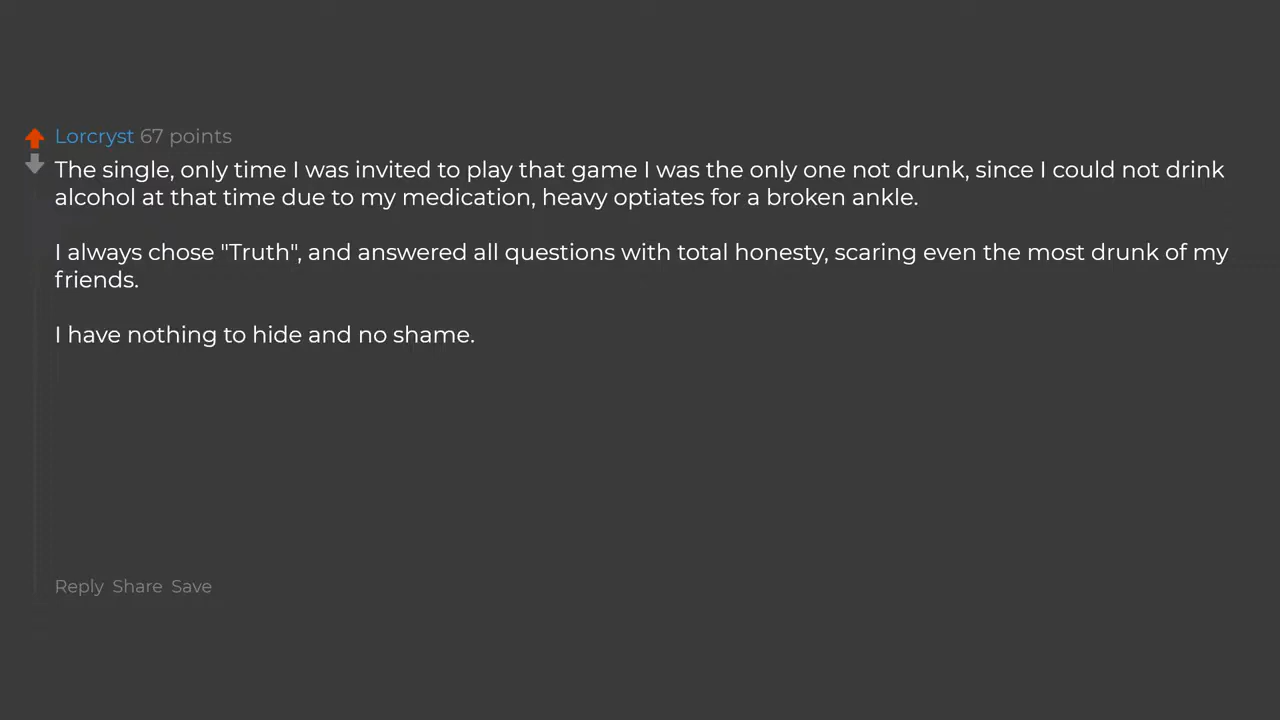 Lorcryst 67 points
The single, only time I was invited to play that game I was the only one not drunk, since I could not drink
alcohol at that time due to my medication, heavy optiates for a broken ankle.
I always chose "Truth", and answered all questions with total honesty, scaring even the most drunk of my
friends.
I have nothing to hide and no shame.
Reply Share Save